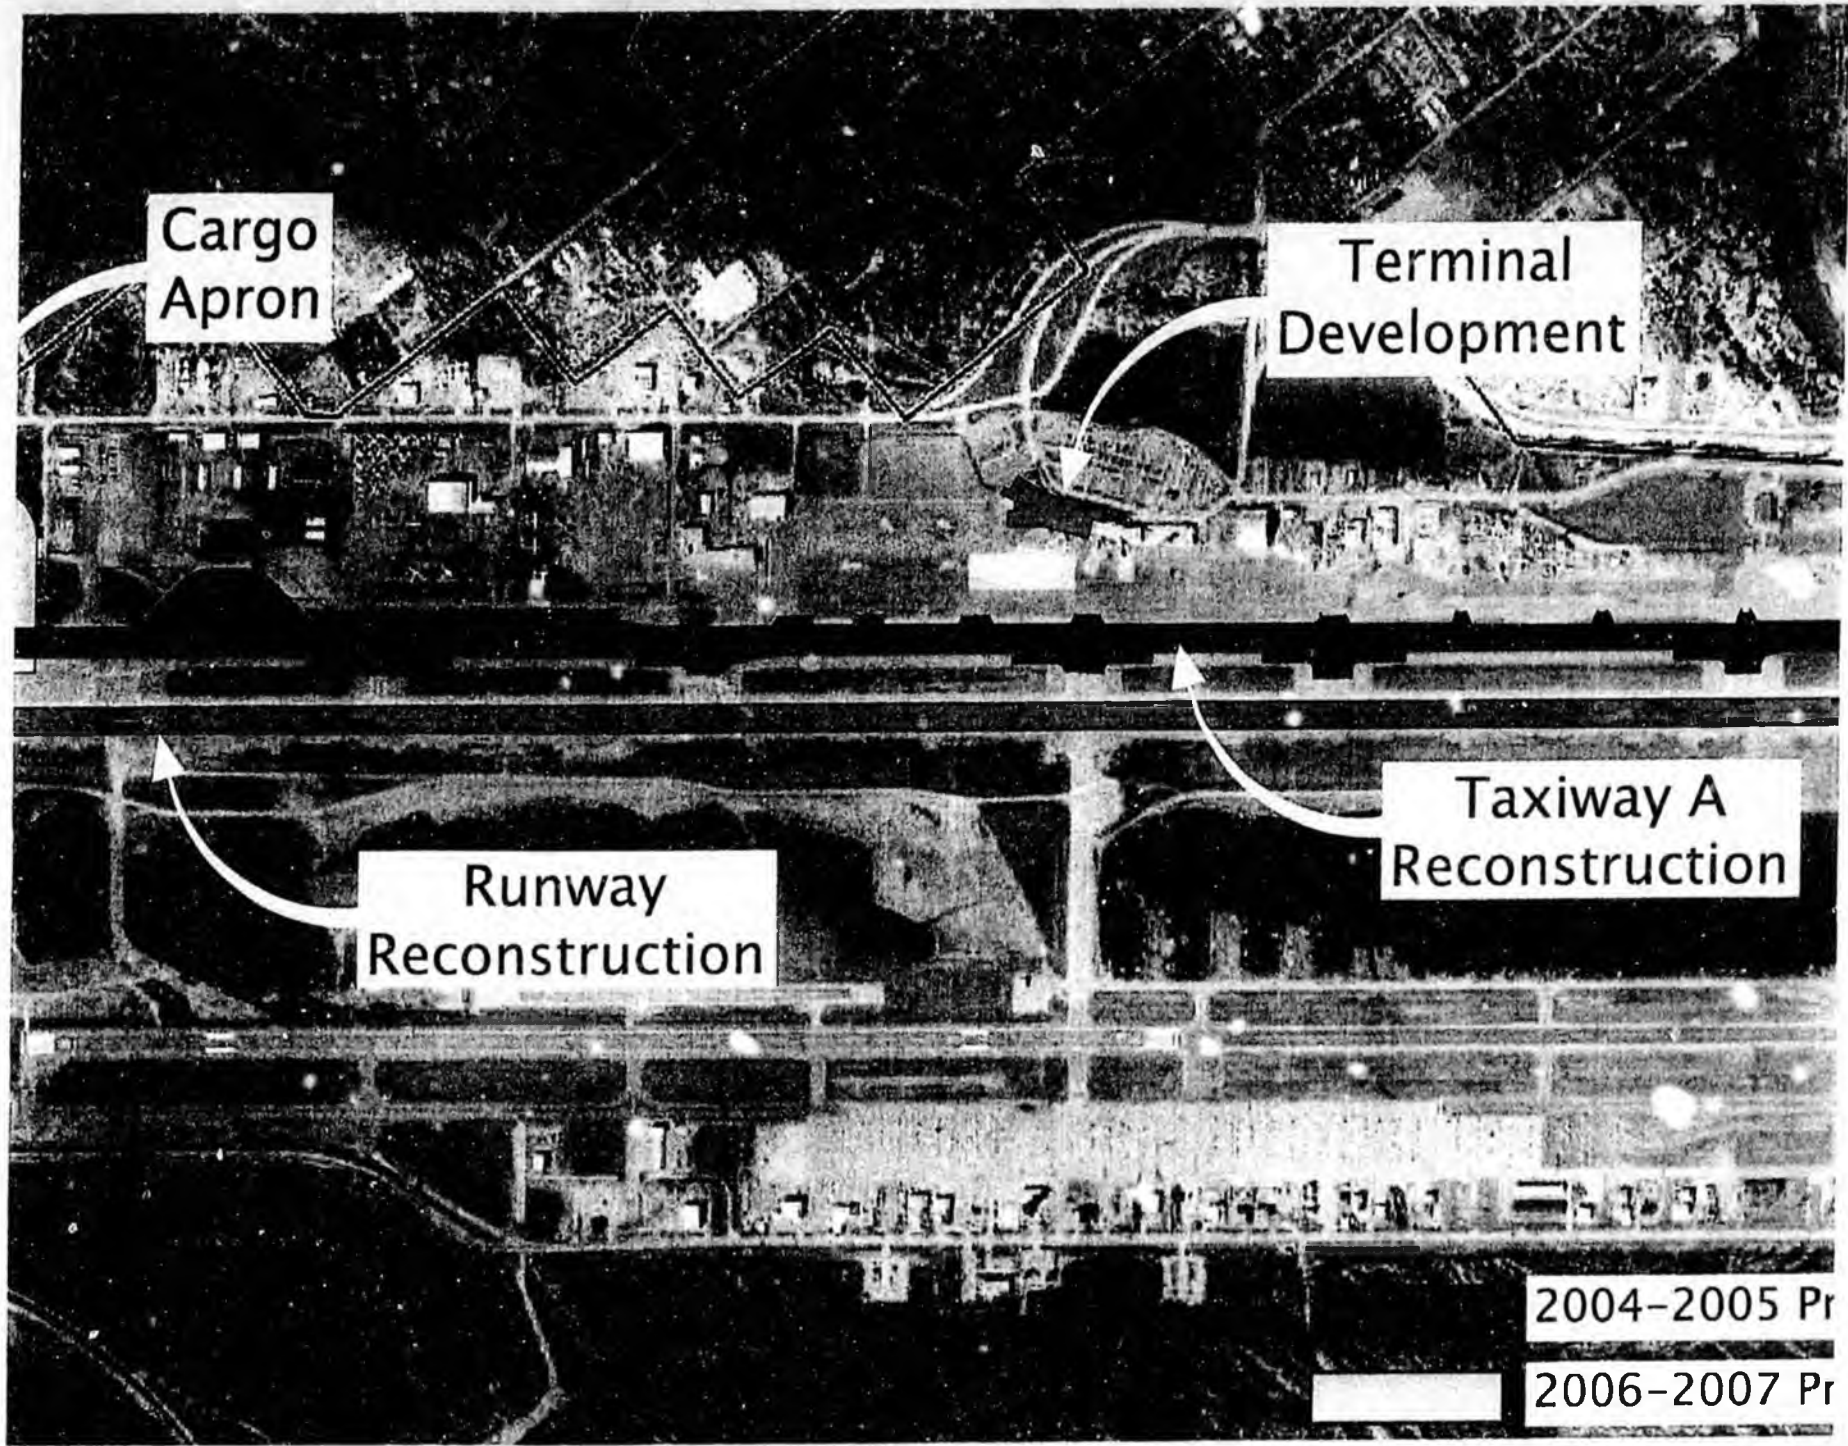 Cargo
Apron
Terminal
Development
Taxiway A
Reconstruction
Runway
Reconstruction
2004–2005 Pr
2006–2007 Pr